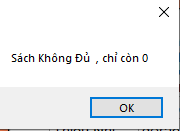 Sách Không Đủ , chỉ còn 0
OK